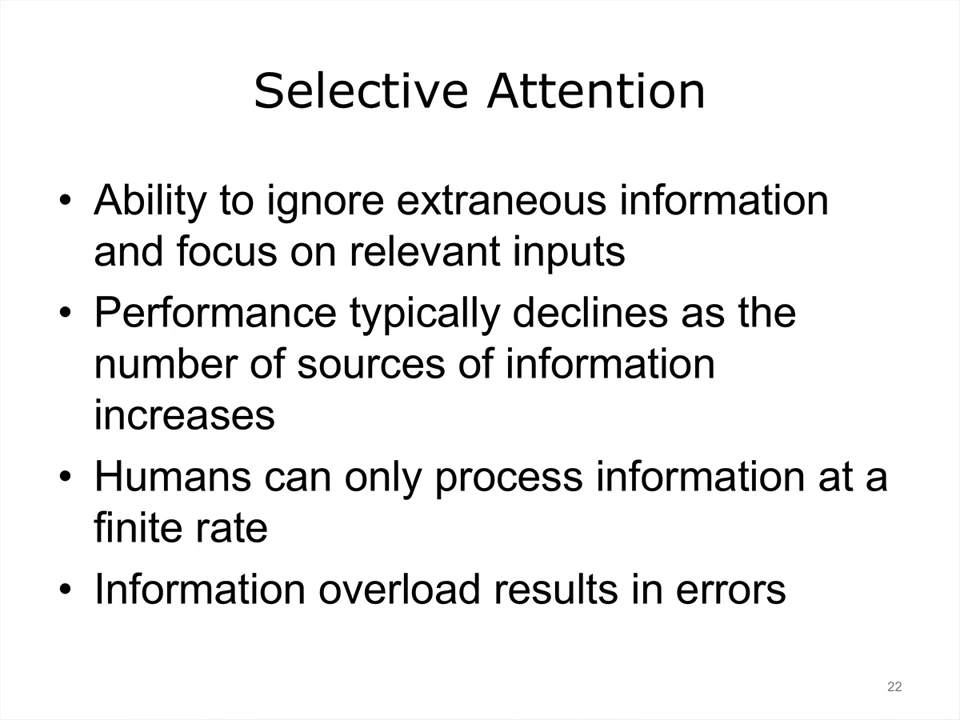 Selective Attention
• Ability to ignore extraneous information
and focus on relevant inputs
• Performance typically declines as the
number of sources of information
increases
• Humans can only process information at a
finite rate
• Information overload results in errors
22